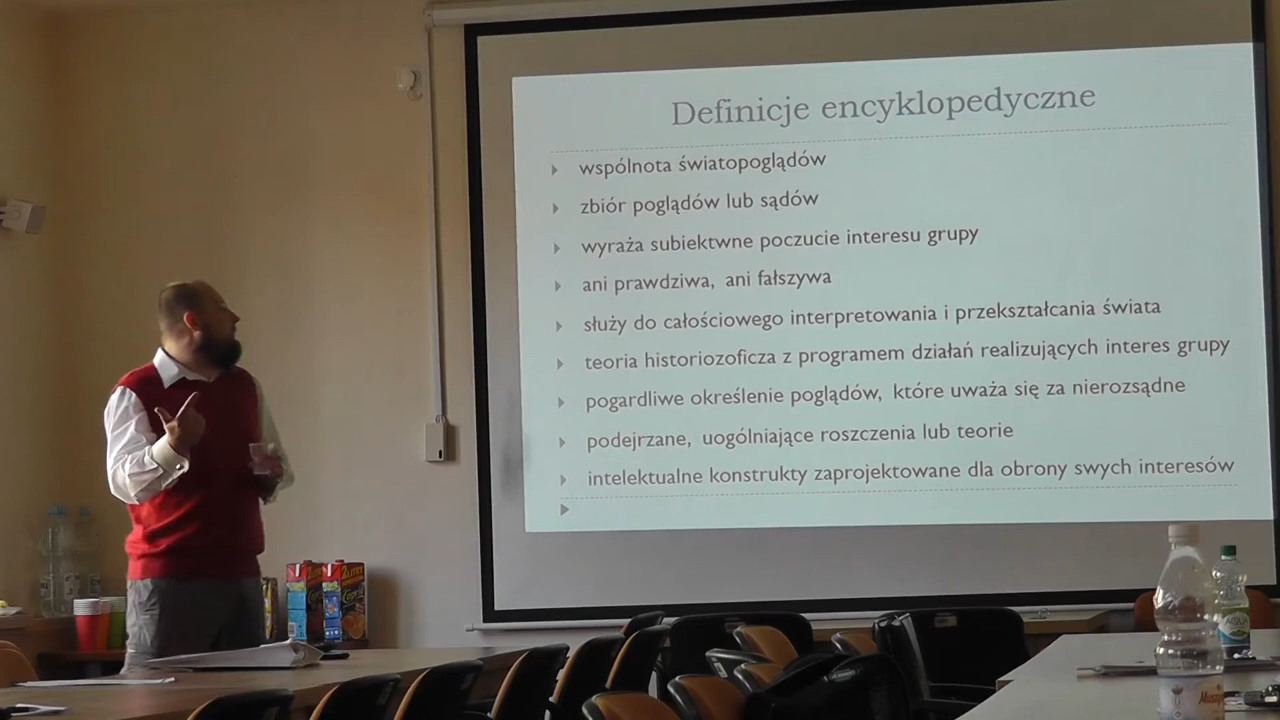 Definicje encyklopedyczne
wspólnota światopoglądów
zbiór poglądów lub sądów
wyraża subiektwne poczucie interesu grupy
ani prawdziwa, ani fałszywa
służy do całościowego interpretowania i przekształcania świata
teoria historiozoficza z programem działań realizujących interes grupy
pogardliwe określenie poglądów, które uważa się za nierozsądne
podejrzane, uogólniające roszczenia lub teorie
intelektualne konstrukty zaprojektowane dla obrony swych interesów